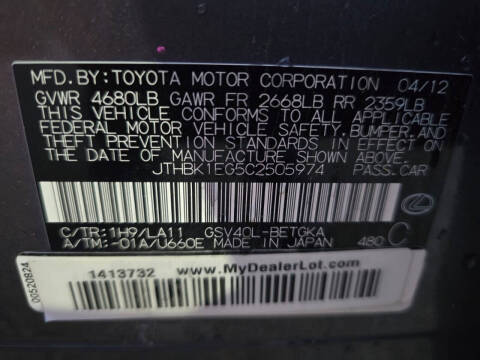 MFD.BY: TOYOTA MOTOR CORPORATION 04/12
GVWR 4680LB GAWR FR 2668LB RR 2359LB
THIS VEHICLE CONFORMS TO ALL APPLICABLE
FEDERAL MOTOR VEHICLE SAFETY, BUMPER, AND
THEFT PREVENTION STANDARDS IN EFFECT ON
THE DATE OF MANUFACTURE SHOWN ABOVE.
JTHBK1EG5C2505974 PASS.CAR
C/TR: 1H9/LA11 GSV40L-BETGKA
A/TM: -01A/U660E MADE IN JAPAN 480 C
00520824
1413732 www.MyDealerLot.com